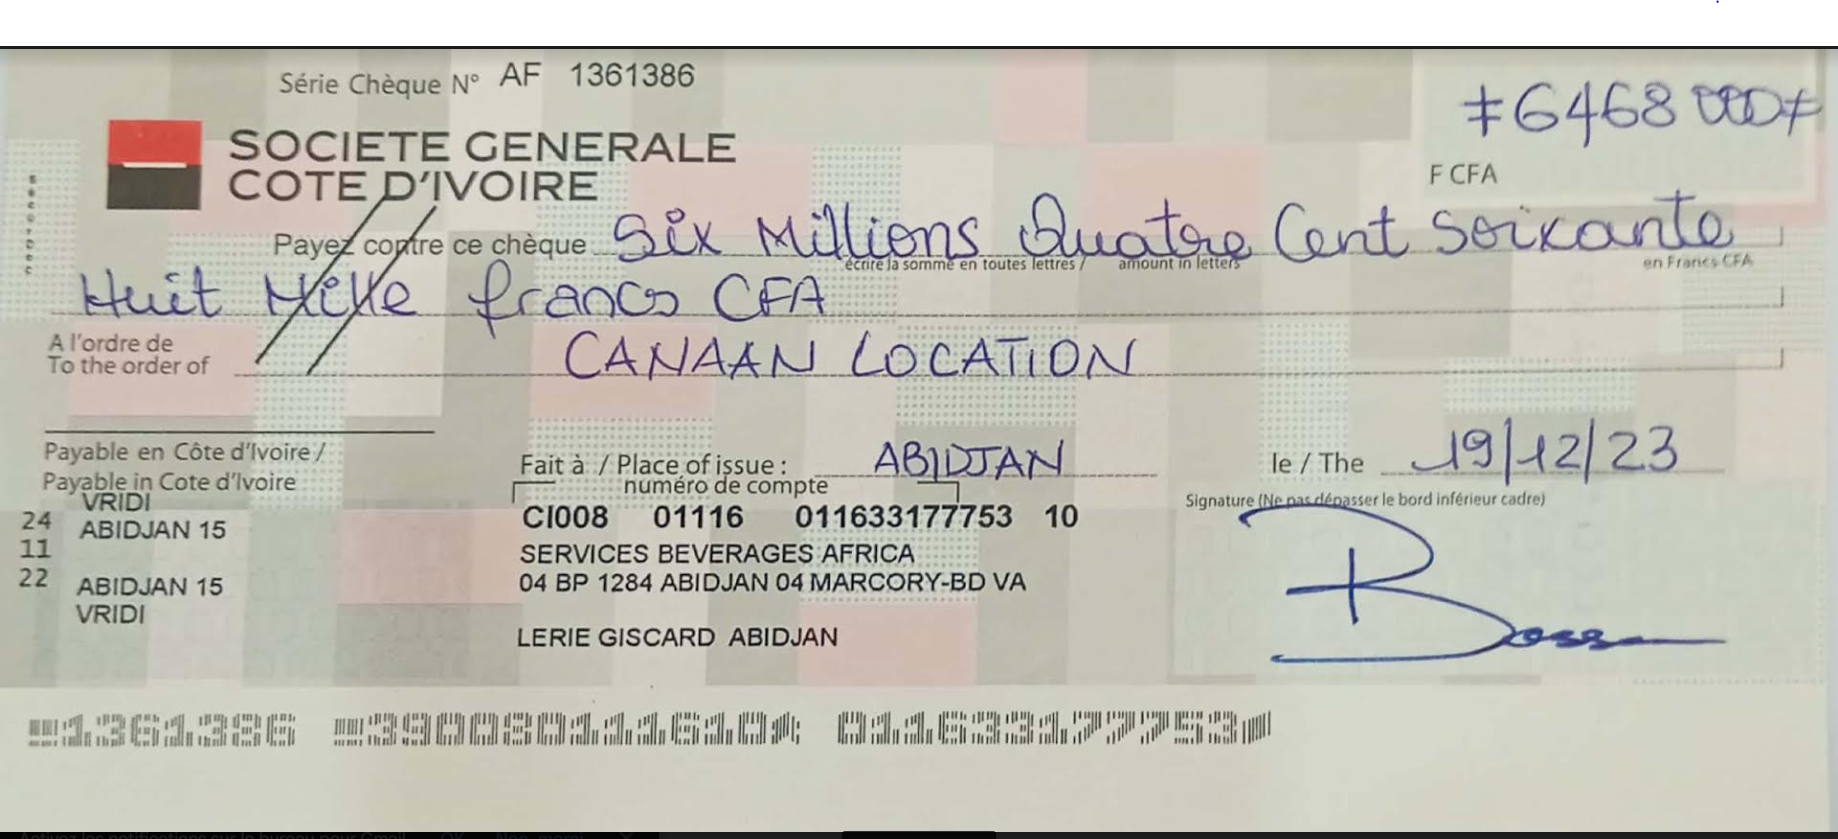 Série Chèque N° AF 1361386
#6468 000#
SOCIETE GENERALE
COTE D'IVOIRE
F CFA
Payez contre ce chèque Six Millions Quatre Cent Soixante
écrire la somme en toutes lettres / amount in letters en Francs CFA
Huit Mille francs CFA
A l'ordre de
To the order of CANAAN LOCATION
Payable en Côte d'Ivoire /
Payable in Cote d'Ivoire
Fait à / Place of issue : ABIDJAN le / The 19/12/23
numéro de compte
Signature (Ne pas dépasser le bord inférieur cadre)
VRIDI
24 ABIDJAN 15
11
22 ABIDJAN 15
VRIDI
CI008 01116 011633177753 10
SERVICES BEVERAGES AFRICA
04 BP 1284 ABIDJAN 04 MARCORY-BD VA
LERIE GISCARD ABIDJAN
1361386 390080111610 011633177753